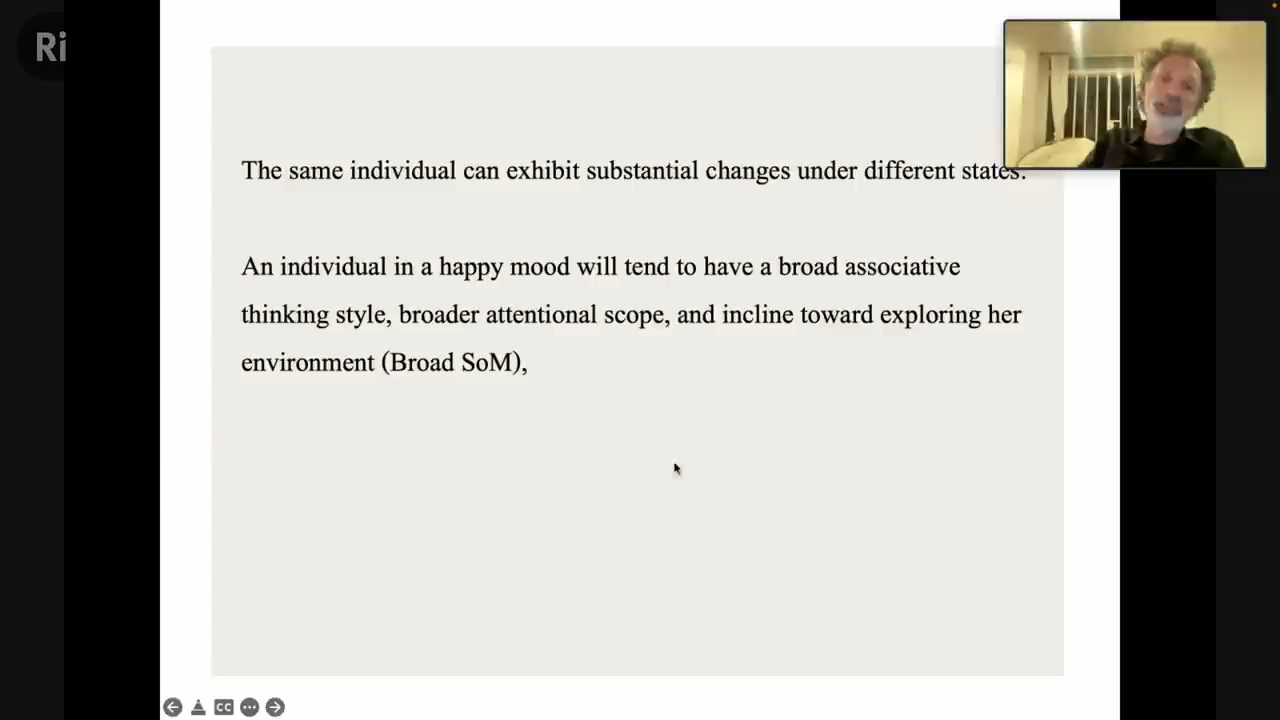 Ri
The same individual can exhibit substantial changes under different states.
An individual in a happy mood will tend to have a broad associative
thinking style, broader attentional scope, and incline toward exploring her
environment (Broad SoM),
CC